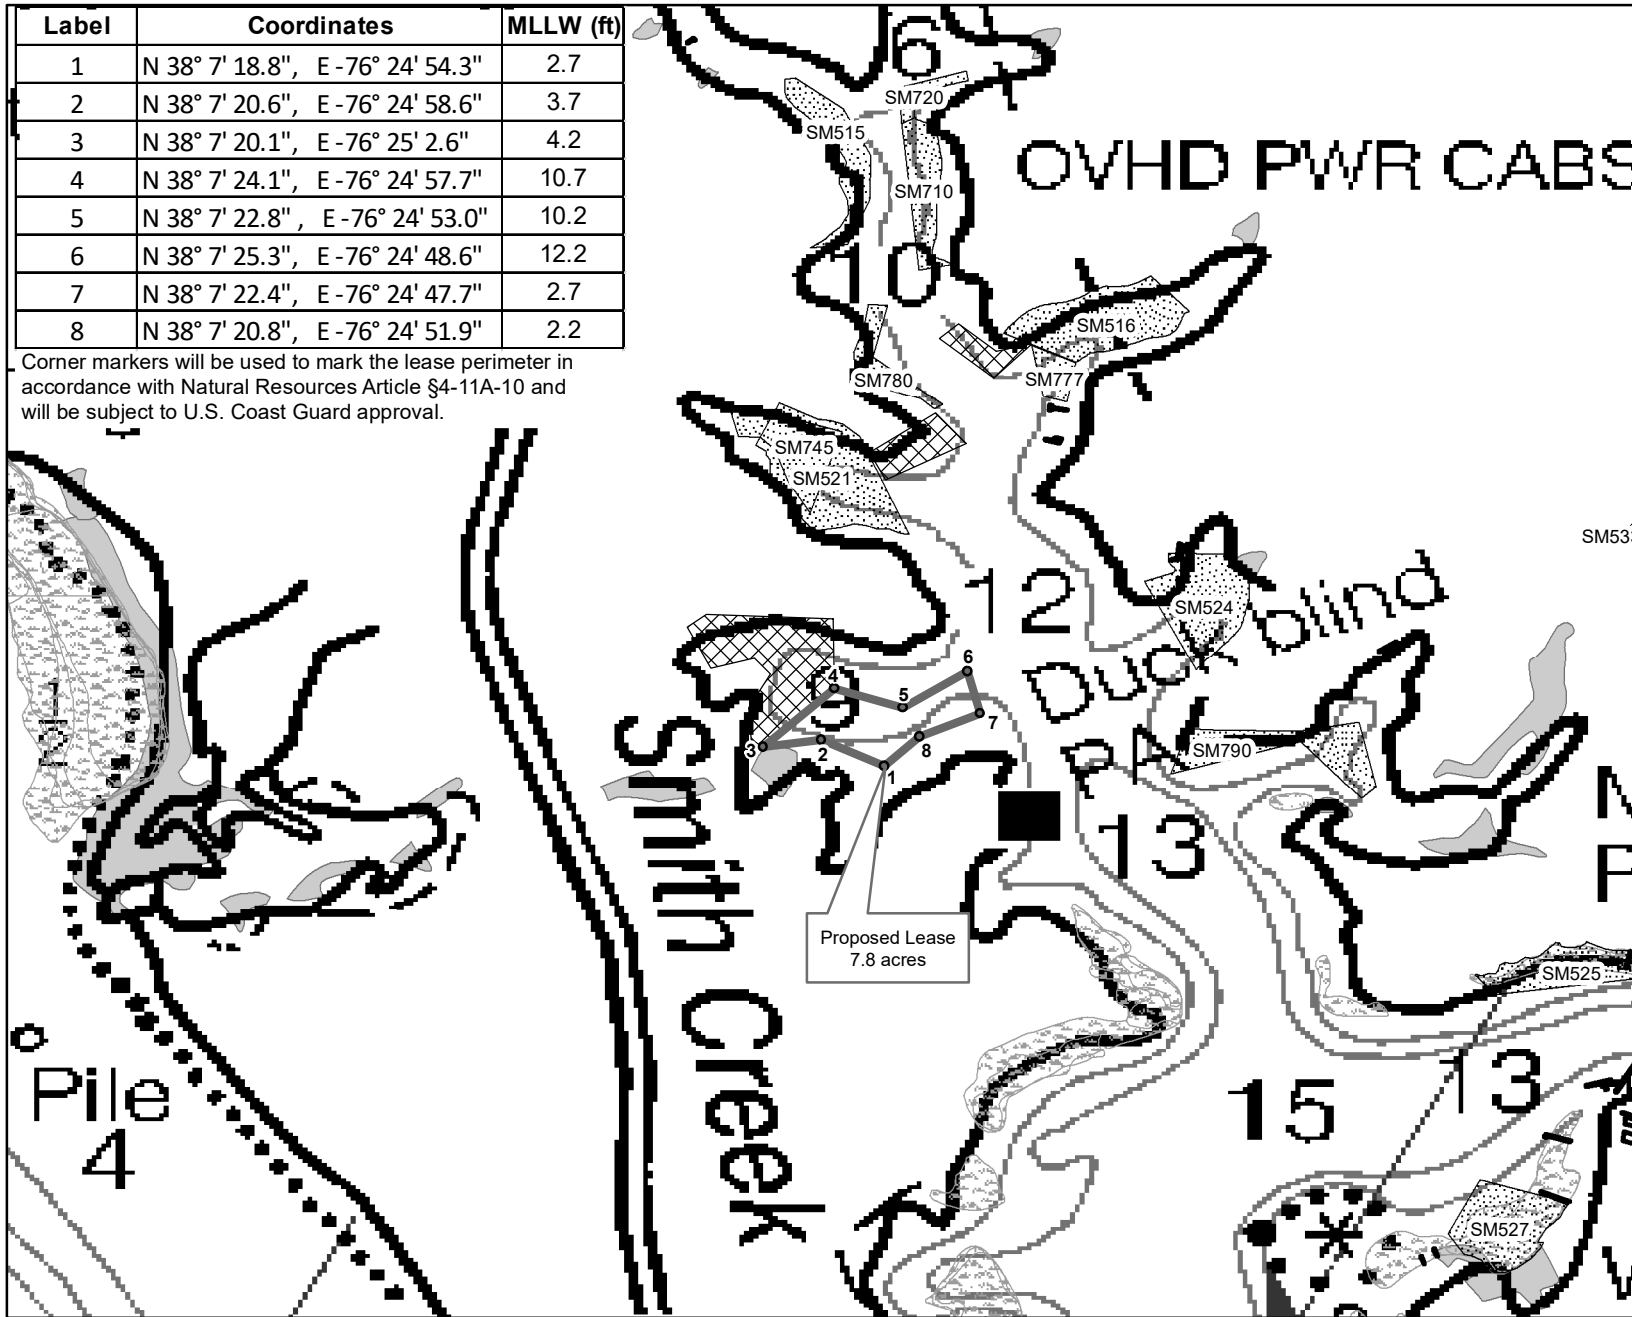 Label Coordinates MLLW (ft)
1 N 38° 7' 18.8", E -76° 24' 54.3" 2.7
2 N 38° 7' 20.6", E -76° 24' 58.6" 3.7
3 N 38° 7' 20.1", E -76° 25' 2.6" 4.2
4 N 38° 7' 24.1", E -76° 24' 57.7" 10.7
5 N 38° 7' 22.8" , E -76° 24' 53.0" 10.2
6 N 38° 7' 25.3", E -76° 24' 48.6" 12.2
7 N 38° 7' 22.4", E -76° 24' 47.7" 2.7
8 N 38° 7' 20.8", E -76° 24' 51.9" 2.2
Corner markers will be used to mark the lease perimeter in
accordance with Natural Resources Article §4-11A-10 and
will be subject to U.S. Coast Guard approval.
6
SM720
SM515
OVHD PWR CABS
SM710
10
SM516
SM780
SM777
SM745
SM521
SM53
12
SM524
Duck blind
6
4
5
7
3
2
8
1
PA
SM790
13
Smith Creek
Proposed Lease
7.8 acres
N
P
SM525
Pile
4
15
13
SM527